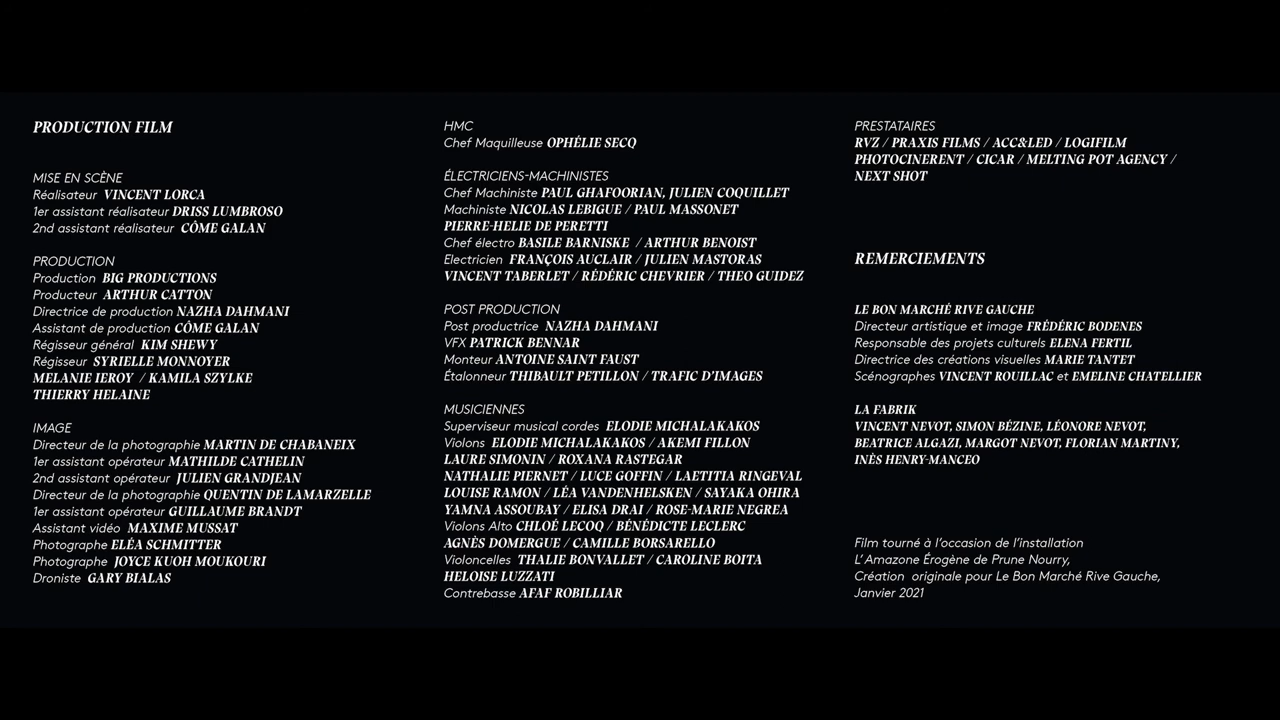 PRODUCTION FILM
MISE EN SCÈNE
Réalisateur VINCENT LORCA
1er assistant réalisateur DRISS LUMBROSO
2nd assistant réalisateur CÔME GALAN
PRODUCTION
Production BIG PRODUCTIONS
Producteur ARTHUR CATTON
Directrice de production NAZHA DAHMANI
Assistant de production CÔME GALAN
Régisseur général KIM SHEWY
Régisseur SYRIELLE MONNOYER
MELANIE IEROY / KAMILA SZYLKE
THIERRY HELAINE
IMAGE
Directeur de la photographie MARTIN DE CHABANEIX
1er assistant opérateur MATHILDE CATHELIN
2nd assistant opérateur JULIEN GRANDJEAN
Directeur de la photographie QUENTIN DE LAMARZELLE
1er assistant opérateur GUILLAUME BRANDT
Assistant vidéo MAXIME MUSSAT
Photographe ELÉA SCHMITTER
Photographe JOYCE KUOH MOUKOURI
Droniste GARY BIALAS
HMC
Chef Maquilleuse OPHÉLIE SECQ
ÉLECTRICIENS-MACHINISTES
Chef Machiniste PAUL GHAFOORIAN, JULIEN COQUILLET
Machiniste NICOLAS LEBIGUE / PAUL MASSONET
PIERRE-HELIE DE PERETTI
Chef électro BASILE BARNISKE / ARTHUR BENOIST
Electricien FRANÇOIS AUCLAIR / JULIEN MASTORAS
VINCENT TABERLET / RÉDÉRIC CHEVRIER / THEO GUIDEZ
POST PRODUCTION
Post productrice NAZHA DAHMANI
VFX PATRICK BENNAR
Monteur ANTOINE SAINT FAUST
Étalonneur THIBAULT PETILLON / TRAFIC D'IMAGES
MUSICIENNES
Superviseur musical cordes ELODIE MICHALAKAKOS
Violons ELODIE MICHALAKAKOS / AKEMI FILLON
LAURE SIMONIN / ROXANA RASTEGAR
NATHALIE PIERNET / LUCE GOFFIN / LAETITIA RINGEVAL
LOUISE RAMON / LÉA VANDENHELSKEN / SAYAKA OHIRA
YAMNA ASSOUBAY / ELISA DRAI / ROSE-MARIE NEGREA
Violons Alto CHLOÉ LECOQ / BÉNÉDICTE LECLERC
AGNÈS DOMERGUE / CAMILLE BORSARELLO
Violoncelles THALIE BONVALLET / CAROLINE BOITA
HELOISE LUZZATI
Contrebasse AFAF ROBILLIAR
PRESTATAIRES
RVZ / PRAXIS FILMS / ACC&LED / LOGIFILM
PHOTOCINERENT / CICAR / MELTING POT AGENCY /
NEXT SHOT
REMERCIEMENTS
LE BON MARCHÉ RIVE GAUCHE
Directeur artistique et image FRÉDÉRIC BODENES
Responsable des projets culturels ELENA FERTIL
Directrice des créations visuelles MARIE TANTET
Scénographes VINCENT ROUILLAC et EMELINE CHATELLIER
LA FABRIK
VINCENT NEVOT, SIMON BÉZINE, LÉONORE NEVOT,
BEATRICE ALGAZI, MARGOT NEVOT, FLORIAN MARTINY,
INÈS HENRY-MANCEO
Film tourné à l'occasion de l'installation
L'Amazone Érogène de Prune Nourry,
Création originale pour Le Bon Marché Rive Gauche,
Janvier 2021